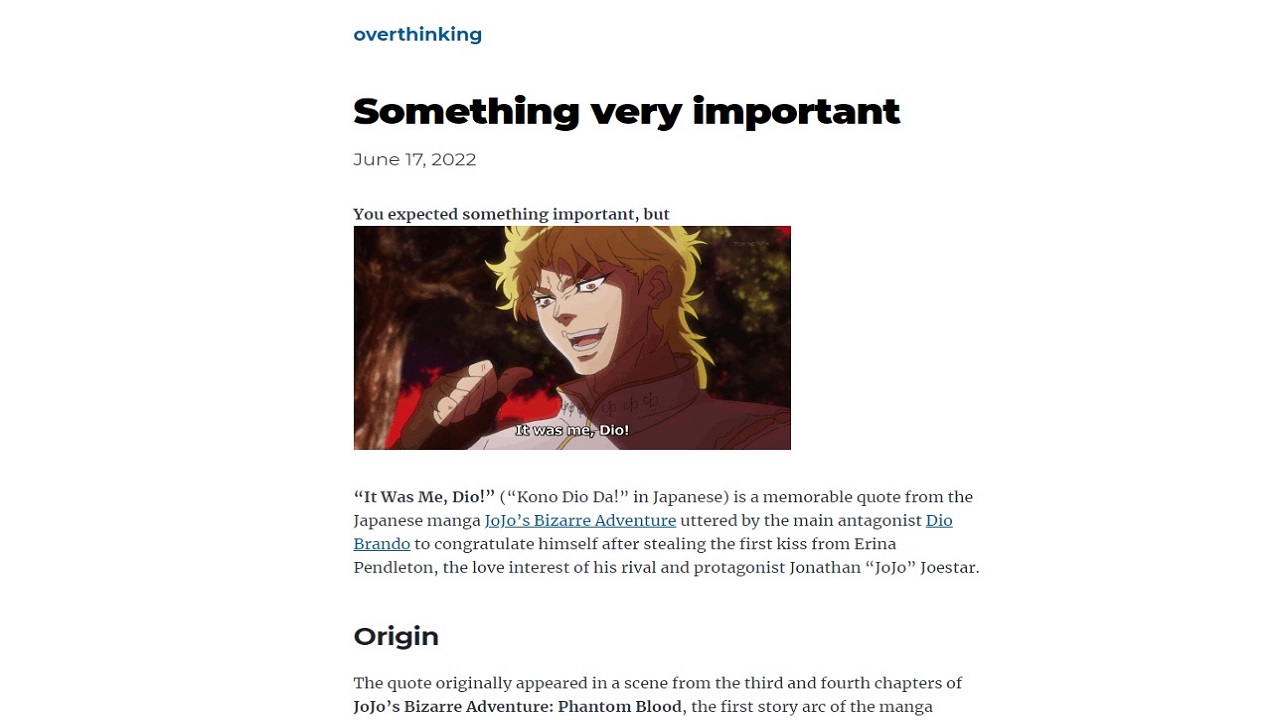 overthinking
Something very important
June 17, 2022
You expected something important, but
It was me, Dio!
“It Was Me, Dio!” (“Kono Dio Da!” in Japanese) is a memorable quote from the
Japanese manga JoJo’s Bizarre Adventure uttered by the main antagonist Dio
Brando to congratulate himself after stealing the first kiss from Erina
Pendleton, the love interest of his rival and protagonist Jonathan “JoJo” Joestar.
Origin
The quote originally appeared in a scene from the third and fourth chapters of
JoJo’s Bizarre Adventure: Phantom Blood, the first story arc of the manga